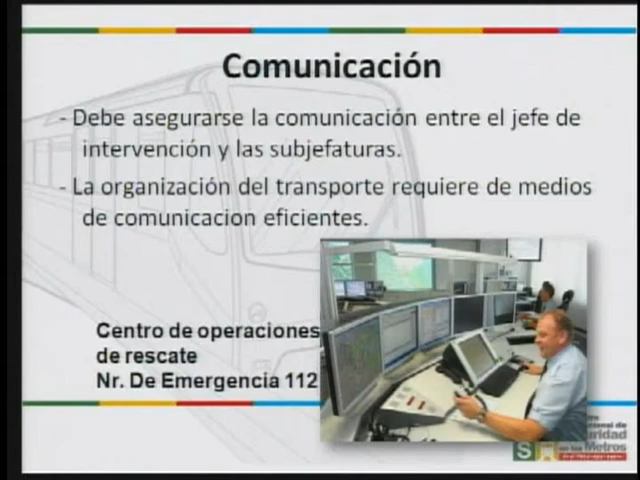 Comunicación
- Debe asegurarse la comunicación entre el jefe de
intervención y las subjefaturas.
- La organización del transporte requiere de medios
de comunicacion eficientes.
Centro de operaciones
de rescate
Nr. De Emergencia 112
S
Metros